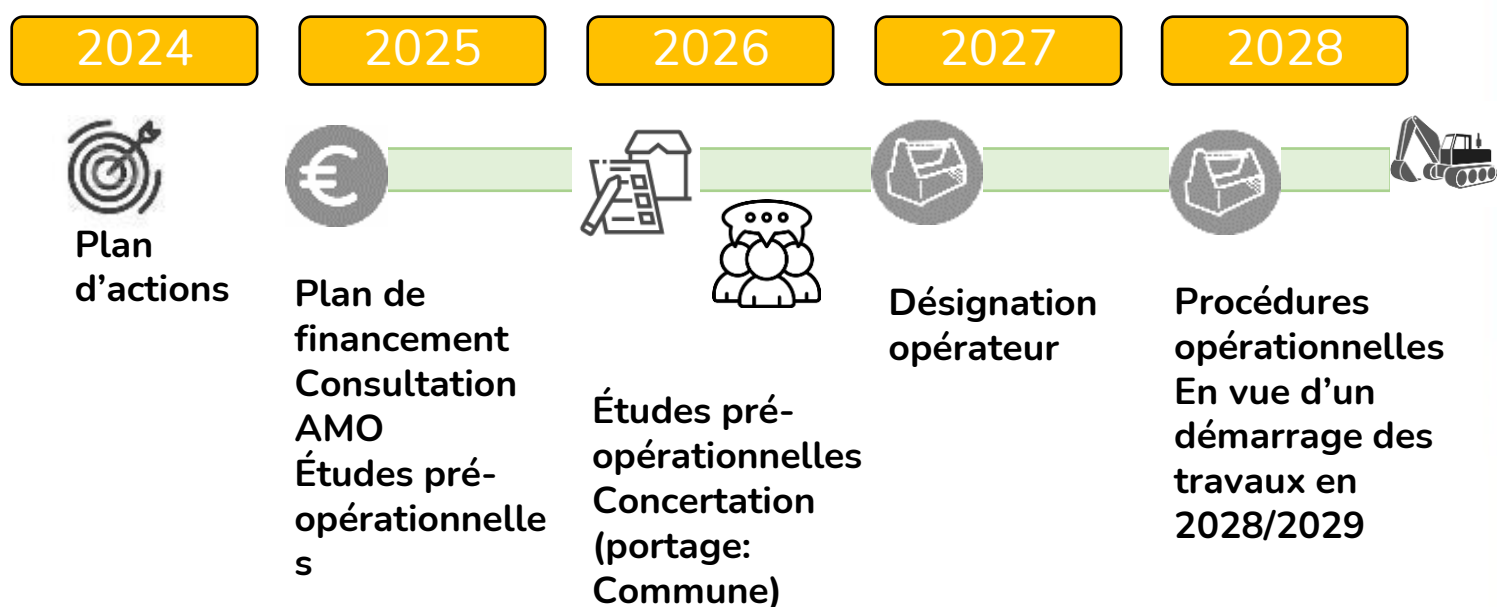 2024
2025
2026
2027
2028
Plan
d’actions
Plan de
financement
Consultation
AMO
Études pré-
opérationnelle
s
Études pré-
opérationnelles
Concertation
(portage:
Commune)
Désignation
opérateur
Procédures
opérationnelles
En vue d’un
démarrage des
travaux en
2028/2029